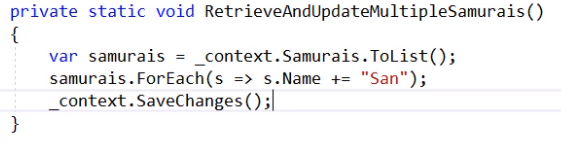 private static void RetrieveAndUpdateMultipleSamurais()
{
var samurais = _context.Samurais.ToList();
samurais.ForEach(s => s.Name += "San");
_context.SaveChanges();
}